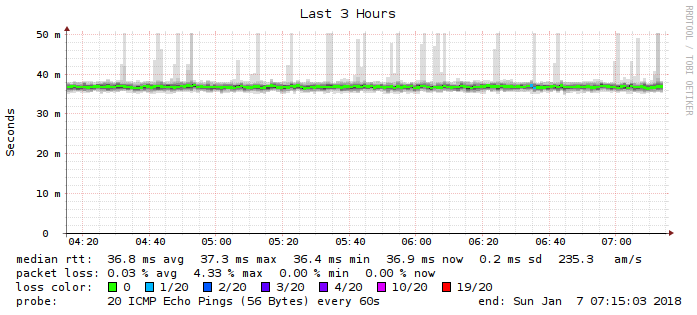 Last 3 Hours
RRDTOOL / TOBI OETIKER
Seconds
50 m
40 m
30 m
20 m
10 m
0
04:20 04:40 05:00 05:20 05:40 06:00 06:20 06:40 07:00
median rtt: 36.8 ms avg 37.3 ms max 36.4 ms min 36.9 ms now 0.2 ms sd 235.3 am/s
packet loss: 0.03 % avg 4.33 % max 0.00 % min 0.00 % now
loss color: 0 1/20 2/20 3/20 4/20 10/20 19/20
probe: 20 ICMP Echo Pings (56 Bytes) every 60s end: Sun Jan 7 07:15:03 2018